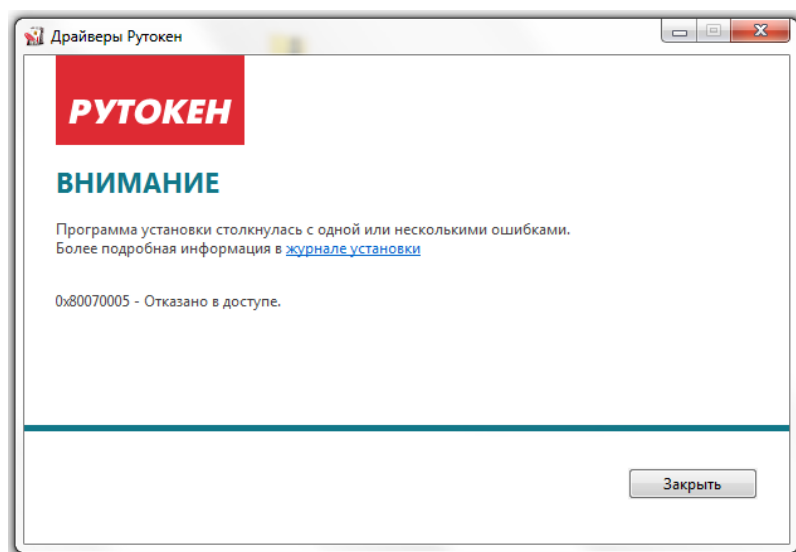 Драйверы Рутокен
РУТОКЕН
ВНИМАНИЕ
Программа установки столкнулась с одной или несколькими ошибками.
Более подробная информация в журнале установки
0x80070005 - Отказано в доступе.
Закрыть